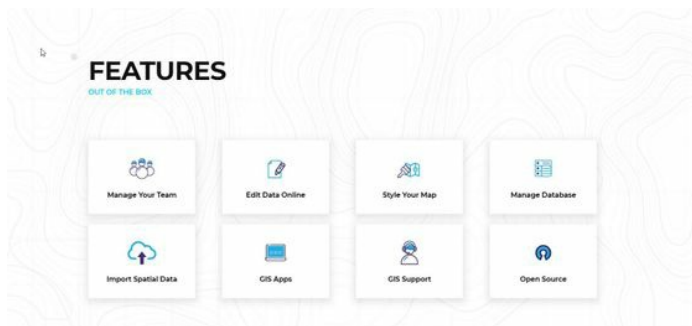 FEATURES
OUT OF THE BOX
Manage Your Team
Edit Data Online
Style Your Map
Manage Database
Import Spatial Data
GIS Apps
GIS Support
Open Source